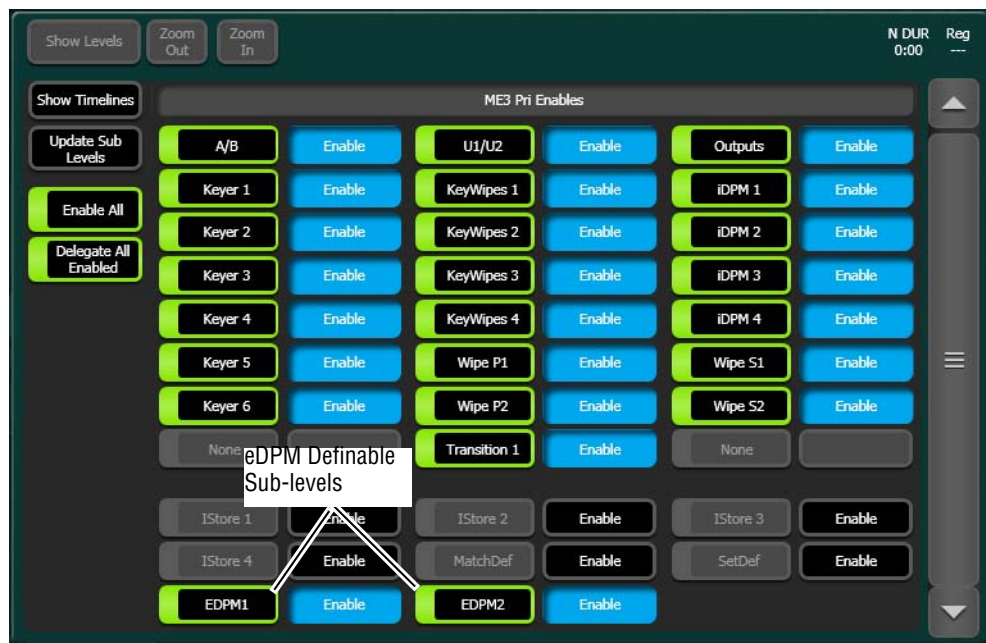 Show Levels
Zoom
Out
Zoom
In
N DUR
0:00
Reg
---
Show Timelines
ME3 Pri Enables
Update Sub
Levels
Enable All
Delegate All
Enabled
A/B Enable U1/U2 Enable Outputs Enable
Keyer 1 Enable KeyWipes 1 Enable iDPM 1 Enable
Keyer 2 Enable KeyWipes 2 Enable iDPM 2 Enable
Keyer 3 Enable KeyWipes 3 Enable iDPM 3 Enable
Keyer 4 Enable KeyWipes 4 Enable iDPM 4 Enable
Keyer 5 Enable Wipe P1 Enable Wipe S1 Enable
Keyer 6 Enable Wipe P2 Enable Wipe S2 Enable
None Transition 1 Enable None
eDPM Definable
Sub-levels
IStore 1 Enable IStore 2 Enable IStore 3 Enable
IStore 4 Enable MatchDef Enable SetDef Enable
EDPM1 Enable EDPM2 Enable